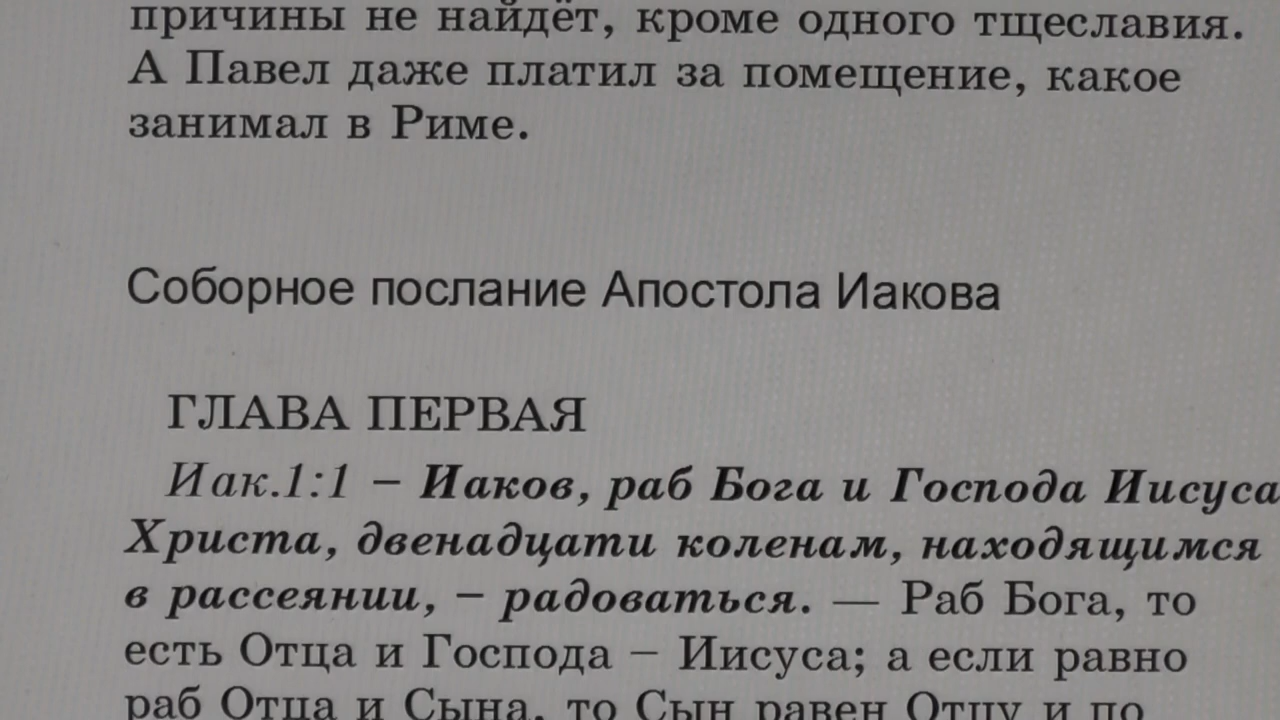 причины не найдёт, кроме одного тщеславия.
А Павел даже платил за помещение, какое
занимал в Риме.
Соборное послание Апостола Иакова
ГЛАВА ПЕРВАЯ
Иак.1:1 – Иаков, раб Бога и Господа Иисуса
Христа, двенадцати коленам, находящимся
в рассеянии, – радоваться. — Раб Бога, то
есть Отца и Господа – Иисуса; а если равно
раб Отца и Сына, то Сын равен Отцу и по